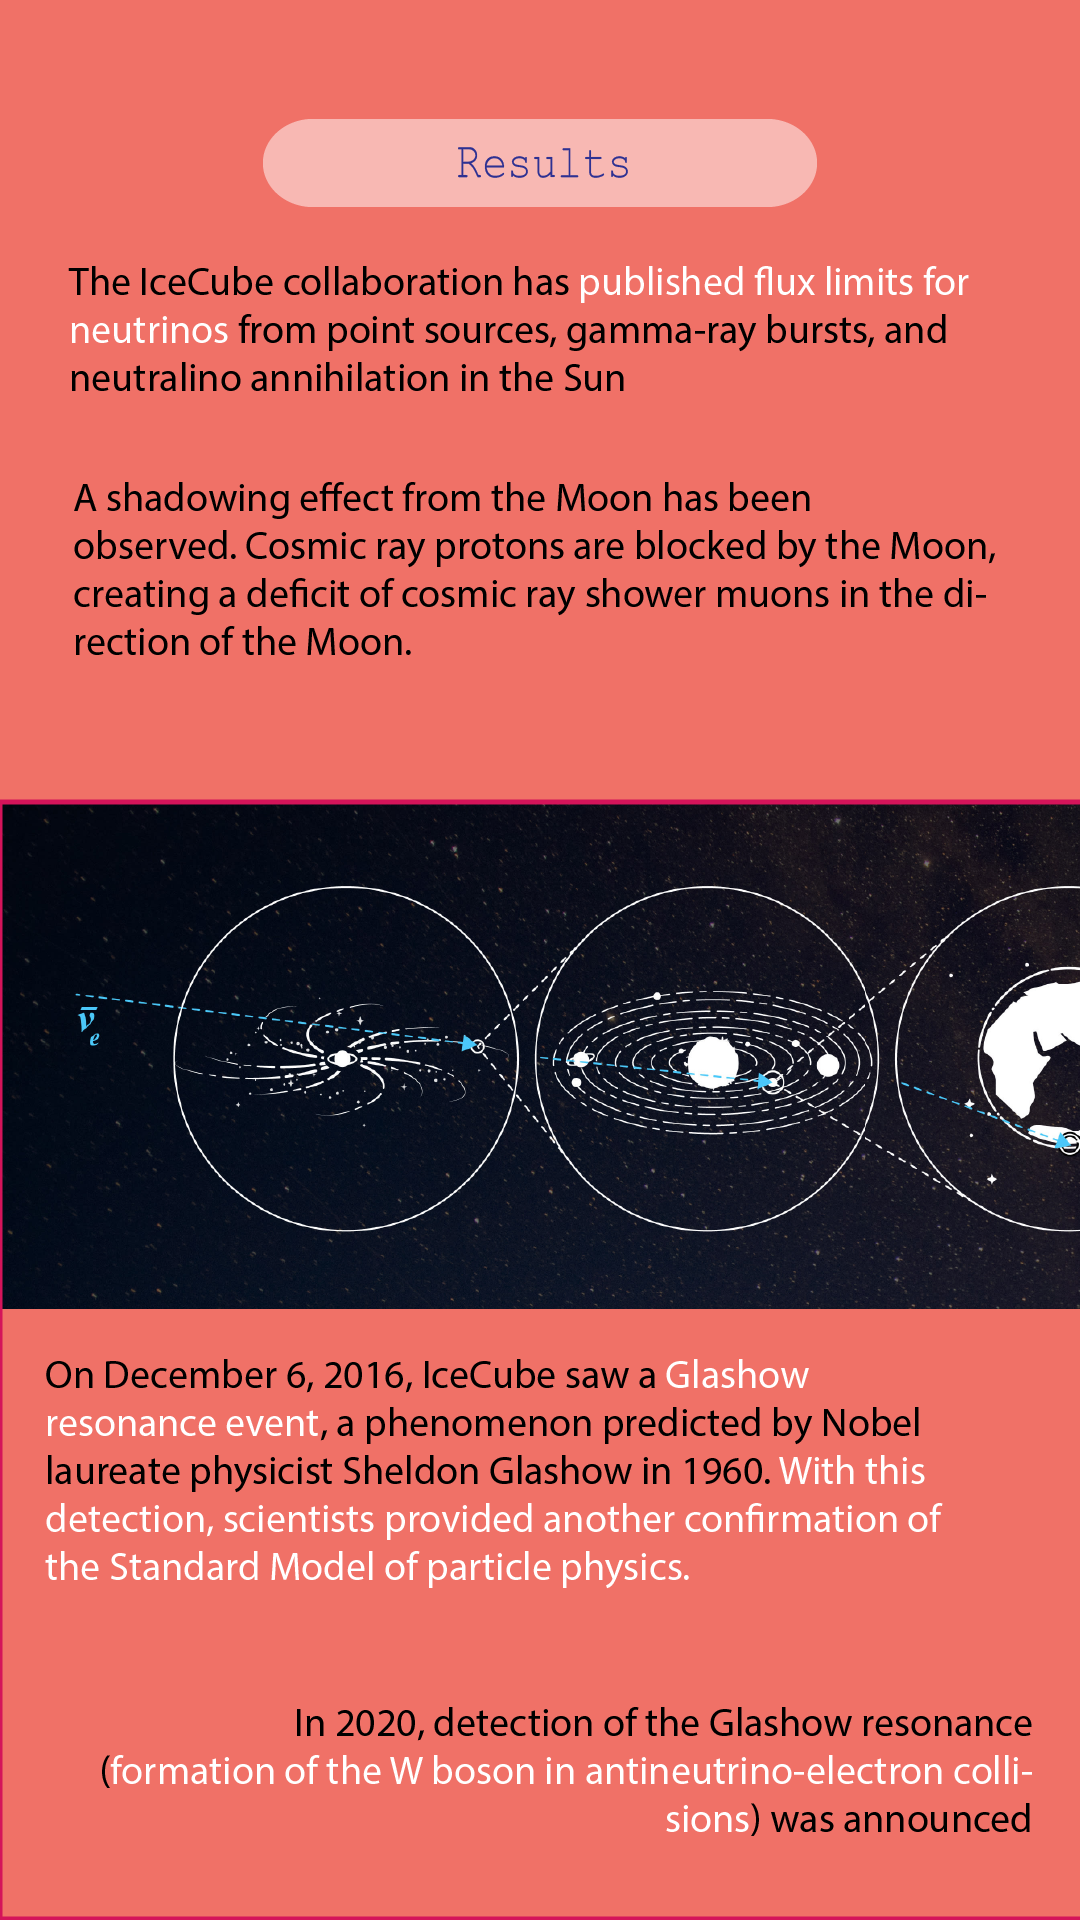 Results
The IceCube collaboration has published flux limits for
neutrinos from point sources, gamma-ray bursts, and
neutralino annihilation in the Sun
A shadowing effect from the Moon has been
observed. Cosmic ray protons are blocked by the Moon,
creating a deficit of cosmic ray shower muons in the di-
rection of the Moon.
ν̅e
On December 6, 2016, IceCube saw a Glashow
resonance event, a phenomenon predicted by Nobel
laureate physicist Sheldon Glashow in 1960. With this
detection, scientists provided another confirmation of
the Standard Model of particle physics.
In 2020, detection of the Glashow resonance
(formation of the W boson in antineutrino-electron colli-
sions) was announced